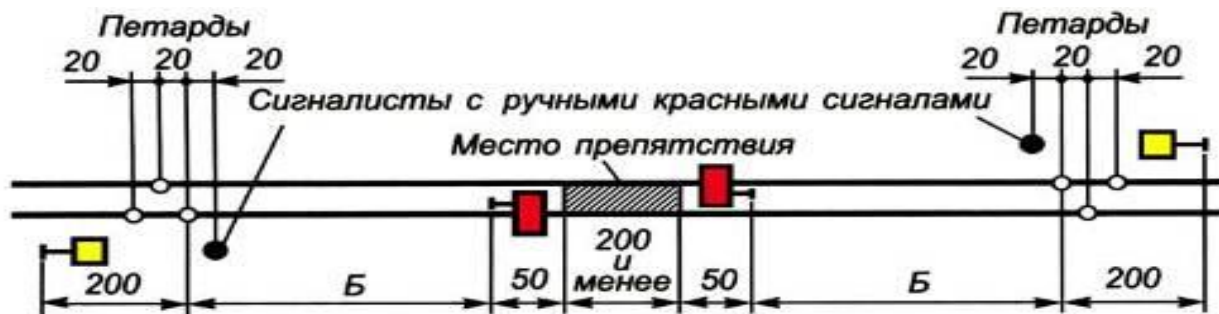 Петарды Петарды
20 20 20 20 20 20
Сигналисты с ручными красными сигналами
Место препятствия
200 Б 50 200 и менее 50 Б 200